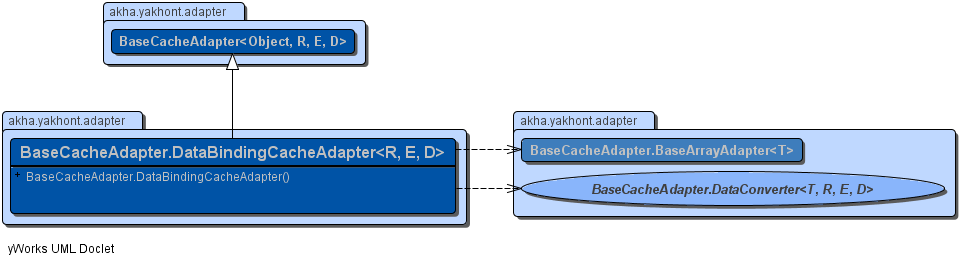 akha.yakhont.adapter
BaseCacheAdapter<Object, R, E, D>
akha.yakhont.adapter
BaseCacheAdapter.DataBindingCacheAdapter<R, E, D>
+ BaseCacheAdapter.DataBindingCacheAdapter()
akha.yakhont.adapter
BaseCacheAdapter.BaseArrayAdapter<T>
BaseCacheAdapter.DataConverter<T, R, E, D>
yWorks UML Doclet